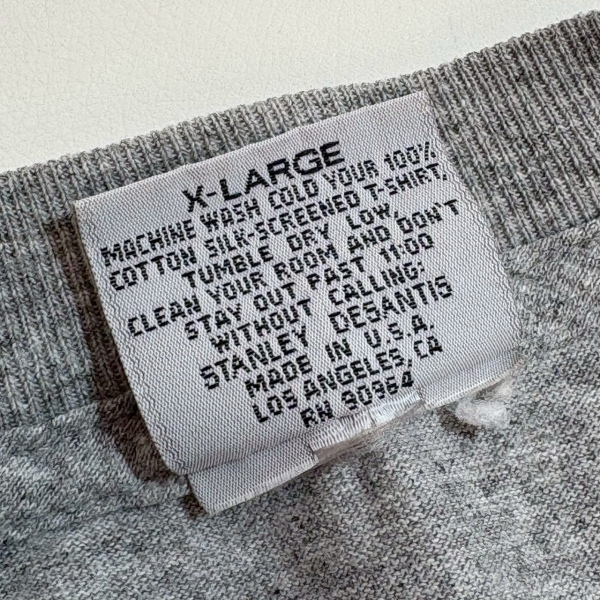 X-LARGE
MACHINE WASH COLD YOUR 100%
COTTON SILK-SCREENED T-SHIRT,
TUMBLE DRY LOW,
CLEAN YOUR ROOM AND DON'T
STAY OUT PAST 11:00
WITHOUT CALLING:
STANLEY DESANTIS
MADE IN U.S.A.
LOS ANGELES, CA
RN 90964